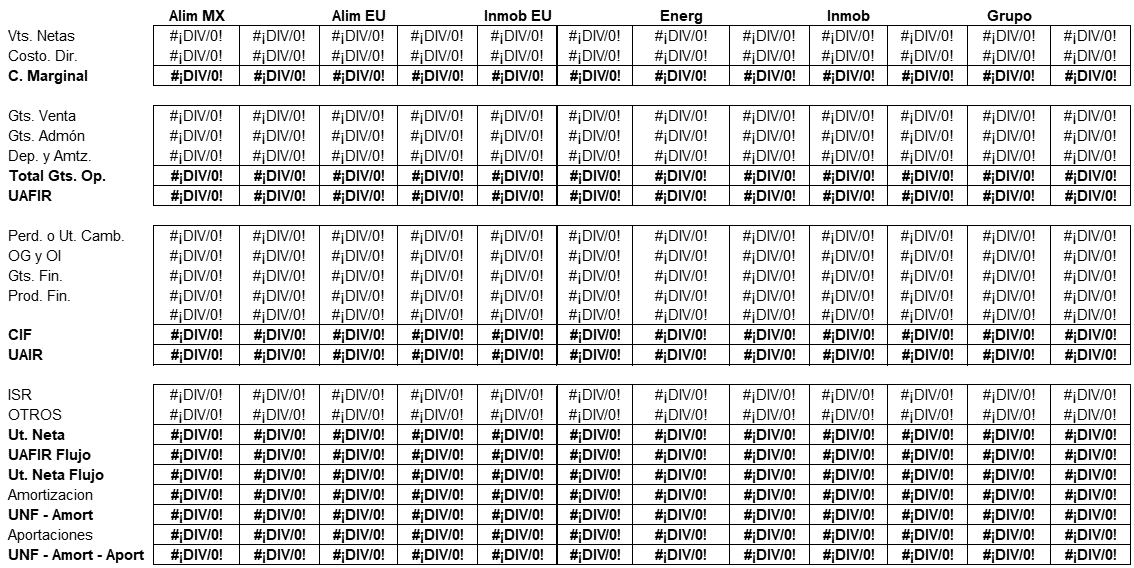 Alim MX Alim EU Inmob EU Energ Inmob Grupo
Vts. Netas #¡DIV/0! #¡DIV/0! #¡DIV/0! #¡DIV/0! #¡DIV/0! #¡DIV/0! #¡DIV/0! #¡DIV/0! #¡DIV/0! #¡DIV/0! #¡DIV/0! #¡DIV/0!
Costo. Dir. #¡DIV/0! #¡DIV/0! #¡DIV/0! #¡DIV/0! #¡DIV/0! #¡DIV/0! #¡DIV/0! #¡DIV/0! #¡DIV/0! #¡DIV/0! #¡DIV/0! #¡DIV/0!
C. Marginal #¡DIV/0! #¡DIV/0! #¡DIV/0! #¡DIV/0! #¡DIV/0! #¡DIV/0! #¡DIV/0! #¡DIV/0! #¡DIV/0! #¡DIV/0! #¡DIV/0! #¡DIV/0!
Gts. Venta #¡DIV/0! #¡DIV/0! #¡DIV/0! #¡DIV/0! #¡DIV/0! #¡DIV/0! #¡DIV/0! #¡DIV/0! #¡DIV/0! #¡DIV/0! #¡DIV/0! #¡DIV/0!
Gts. Admón #¡DIV/0! #¡DIV/0! #¡DIV/0! #¡DIV/0! #¡DIV/0! #¡DIV/0! #¡DIV/0! #¡DIV/0! #¡DIV/0! #¡DIV/0! #¡DIV/0! #¡DIV/0!
Dep. y Amtz. #¡DIV/0! #¡DIV/0! #¡DIV/0! #¡DIV/0! #¡DIV/0! #¡DIV/0! #¡DIV/0! #¡DIV/0! #¡DIV/0! #¡DIV/0! #¡DIV/0! #¡DIV/0!
Total Gts. Op. #¡DIV/0! #¡DIV/0! #¡DIV/0! #¡DIV/0! #¡DIV/0! #¡DIV/0! #¡DIV/0! #¡DIV/0! #¡DIV/0! #¡DIV/0! #¡DIV/0! #¡DIV/0!
UAFIR #¡DIV/0! #¡DIV/0! #¡DIV/0! #¡DIV/0! #¡DIV/0! #¡DIV/0! #¡DIV/0! #¡DIV/0! #¡DIV/0! #¡DIV/0! #¡DIV/0! #¡DIV/0!
Perd. o Ut. Camb. #¡DIV/0! #¡DIV/0! #¡DIV/0! #¡DIV/0! #¡DIV/0! #¡DIV/0! #¡DIV/0! #¡DIV/0! #¡DIV/0! #¡DIV/0! #¡DIV/0! #¡DIV/0!
OG y OI #¡DIV/0! #¡DIV/0! #¡DIV/0! #¡DIV/0! #¡DIV/0! #¡DIV/0! #¡DIV/0! #¡DIV/0! #¡DIV/0! #¡DIV/0! #¡DIV/0! #¡DIV/0!
Gts. Fin. #¡DIV/0! #¡DIV/0! #¡DIV/0! #¡DIV/0! #¡DIV/0! #¡DIV/0! #¡DIV/0! #¡DIV/0! #¡DIV/0! #¡DIV/0! #¡DIV/0! #¡DIV/0!
Prod. Fin. #¡DIV/0! #¡DIV/0! #¡DIV/0! #¡DIV/0! #¡DIV/0! #¡DIV/0! #¡DIV/0! #¡DIV/0! #¡DIV/0! #¡DIV/0! #¡DIV/0! #¡DIV/0!
#¡DIV/0! #¡DIV/0! #¡DIV/0! #¡DIV/0! #¡DIV/0! #¡DIV/0! #¡DIV/0! #¡DIV/0! #¡DIV/0! #¡DIV/0! #¡DIV/0! #¡DIV/0!
CIF #¡DIV/0! #¡DIV/0! #¡DIV/0! #¡DIV/0! #¡DIV/0! #¡DIV/0! #¡DIV/0! #¡DIV/0! #¡DIV/0! #¡DIV/0! #¡DIV/0! #¡DIV/0!
UAIR #¡DIV/0! #¡DIV/0! #¡DIV/0! #¡DIV/0! #¡DIV/0! #¡DIV/0! #¡DIV/0! #¡DIV/0! #¡DIV/0! #¡DIV/0! #¡DIV/0! #¡DIV/0!
ISR #¡DIV/0! #¡DIV/0! #¡DIV/0! #¡DIV/0! #¡DIV/0! #¡DIV/0! #¡DIV/0! #¡DIV/0! #¡DIV/0! #¡DIV/0! #¡DIV/0! #¡DIV/0!
OTROS #¡DIV/0! #¡DIV/0! #¡DIV/0! #¡DIV/0! #¡DIV/0! #¡DIV/0! #¡DIV/0! #¡DIV/0! #¡DIV/0! #¡DIV/0! #¡DIV/0! #¡DIV/0!
Ut. Neta #¡DIV/0! #¡DIV/0! #¡DIV/0! #¡DIV/0! #¡DIV/0! #¡DIV/0! #¡DIV/0! #¡DIV/0! #¡DIV/0! #¡DIV/0! #¡DIV/0! #¡DIV/0!
UAFIR Flujo #¡DIV/0! #¡DIV/0! #¡DIV/0! #¡DIV/0! #¡DIV/0! #¡DIV/0! #¡DIV/0! #¡DIV/0! #¡DIV/0! #¡DIV/0! #¡DIV/0! #¡DIV/0!
Ut. Neta Flujo #¡DIV/0! #¡DIV/0! #¡DIV/0! #¡DIV/0! #¡DIV/0! #¡DIV/0! #¡DIV/0! #¡DIV/0! #¡DIV/0! #¡DIV/0! #¡DIV/0! #¡DIV/0!
Amortizacion #¡DIV/0! #¡DIV/0! #¡DIV/0! #¡DIV/0! #¡DIV/0! #¡DIV/0! #¡DIV/0! #¡DIV/0! #¡DIV/0! #¡DIV/0! #¡DIV/0! #¡DIV/0!
UNF - Amort #¡DIV/0! #¡DIV/0! #¡DIV/0! #¡DIV/0! #¡DIV/0! #¡DIV/0! #¡DIV/0! #¡DIV/0! #¡DIV/0! #¡DIV/0! #¡DIV/0! #¡DIV/0!
Aportaciones #¡DIV/0! #¡DIV/0! #¡DIV/0! #¡DIV/0! #¡DIV/0! #¡DIV/0! #¡DIV/0! #¡DIV/0! #¡DIV/0! #¡DIV/0! #¡DIV/0! #¡DIV/0!
UNF - Amort - Aport #¡DIV/0! #¡DIV/0! #¡DIV/0! #¡DIV/0! #¡DIV/0! #¡DIV/0! #¡DIV/0! #¡DIV/0! #¡DIV/0! #¡DIV/0! #¡DIV/0! #¡DIV/0!